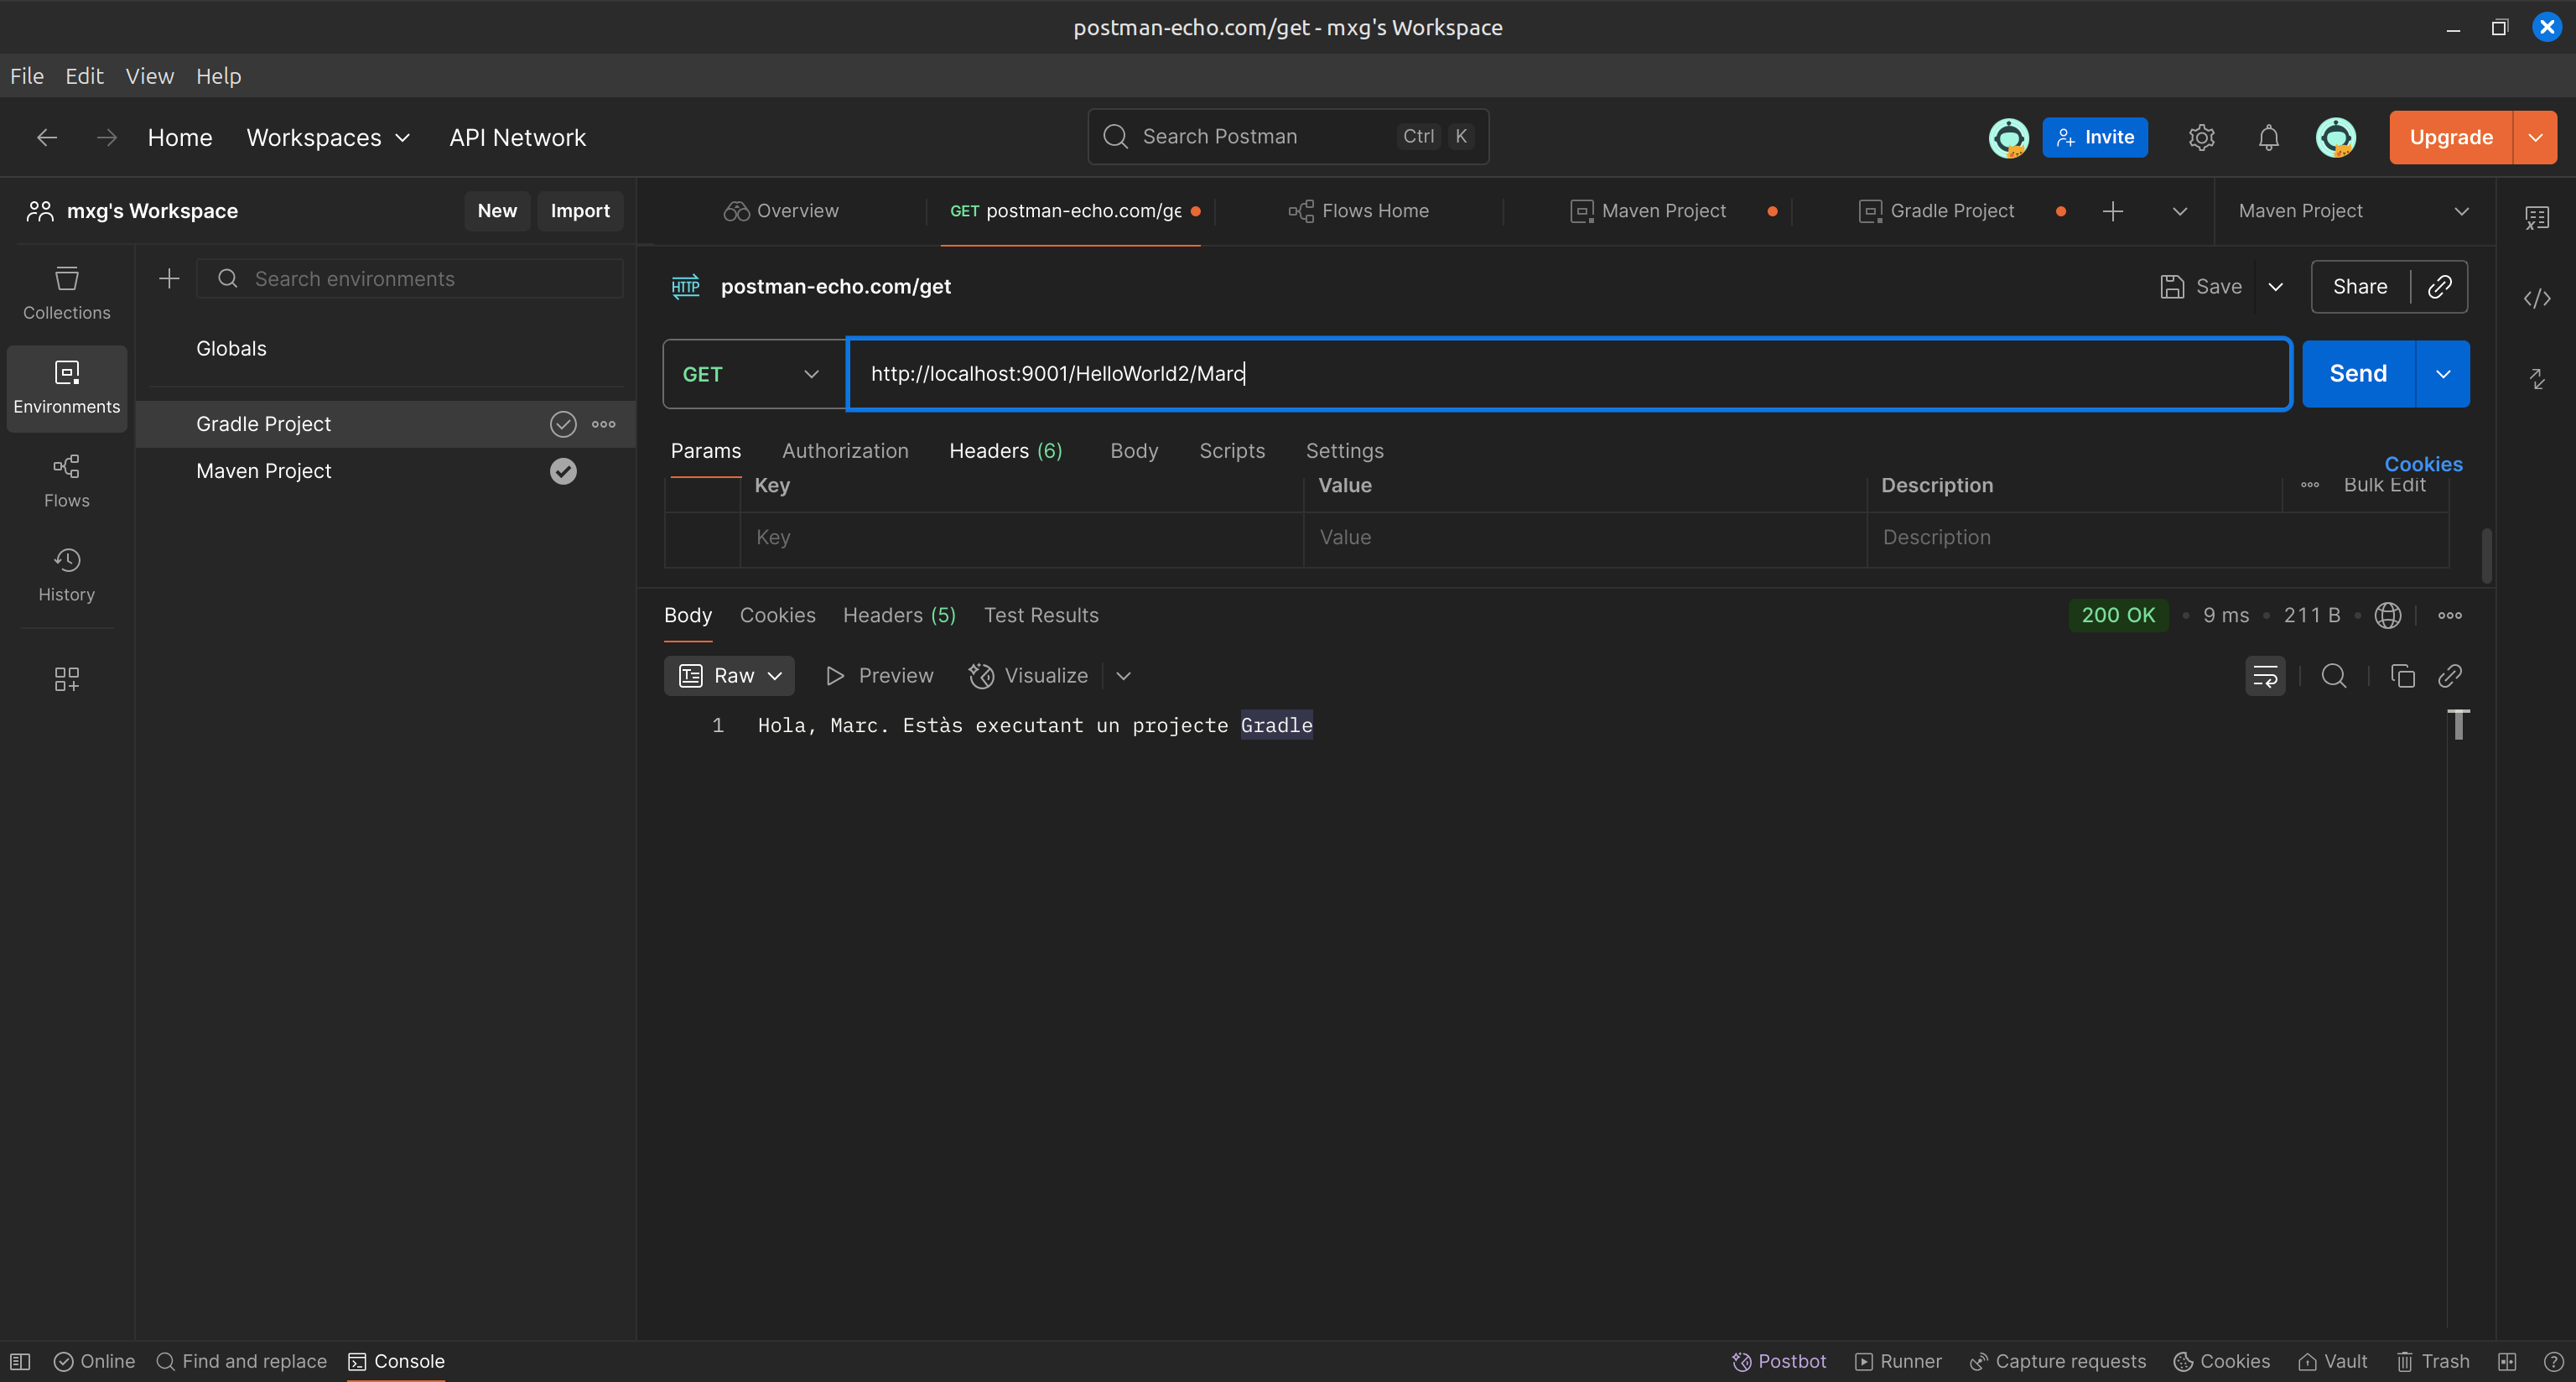 postman-echo.com/get - mxg's Workspace
File Edit View Help
Home Workspaces API Network
Search Postman Ctrl K
Invite
Upgrade
mxg's Workspace New Import
Overview
GET postman-echo.com/ge
Flows Home
Maven Project
Gradle Project
Maven Project
Collections
Environments
Flows
History
Search environments
Globals
Gradle Project
Maven Project
HTTP postman-echo.com/get
Save Share
GET http://localhost:9001/HelloWorld2/Marc
Send
Params Authorization Headers (6) Body Scripts Settings
Cookies
Key Value Description Bulk Edit
Key Value Description
Body Cookies Headers (5) Test Results
200 OK • 9 ms • 211 B
Raw Preview Visualize
1 Hola, Marc. Estàs executant un projecte Gradle
Online Find and replace Console
Postbot Runner Capture requests Cookies Vault Trash